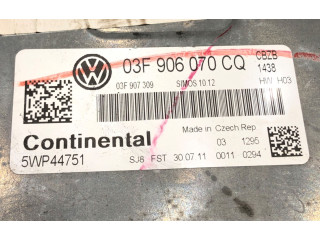 03F 906 070 CQ CBZB
1438
03F 907 309 SIMOS 10.12 HW H03
Made in Czech Rep
Continental 03 1295
5WP44751 SJ6 FST 30.07.11 0011 0294